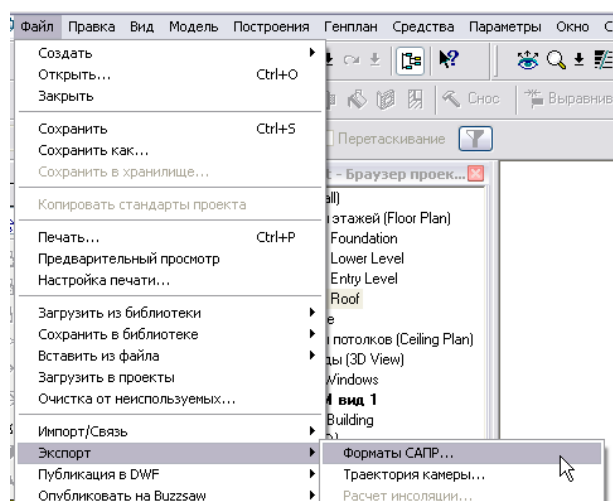 Файл Правка Вид Модель Построения Генплан Средства Параметры Окно
Создать
Открыть... Ctrl+O
Закрыть
Снос Выравнив
Сохранить Ctrl+S
Сохранить как...
Перетаскивание
Сохранить в хранилище...
- Браузер проек...
Копировать стандарты проекта
этажей (Floor Plan)
Печать... Ctrl+P
Foundation
Предварительный просмотр
Lower Level
Настройка печати...
Entry Level
Roof
Загрузить из библиотеки
Сохранить в библиотеке
потолков (Ceiling Plan)
Вставить из файла
ды (3D View)
Загрузить в проекты
Windows
Очистка от неиспользуемых...
вид 1
Building
Импорт/Связь
Экспорт
Форматы САПР...
Публикация в DWF
Траектория камеры...
Опубликовать на Buzzsaw
Расчет инсоляции...